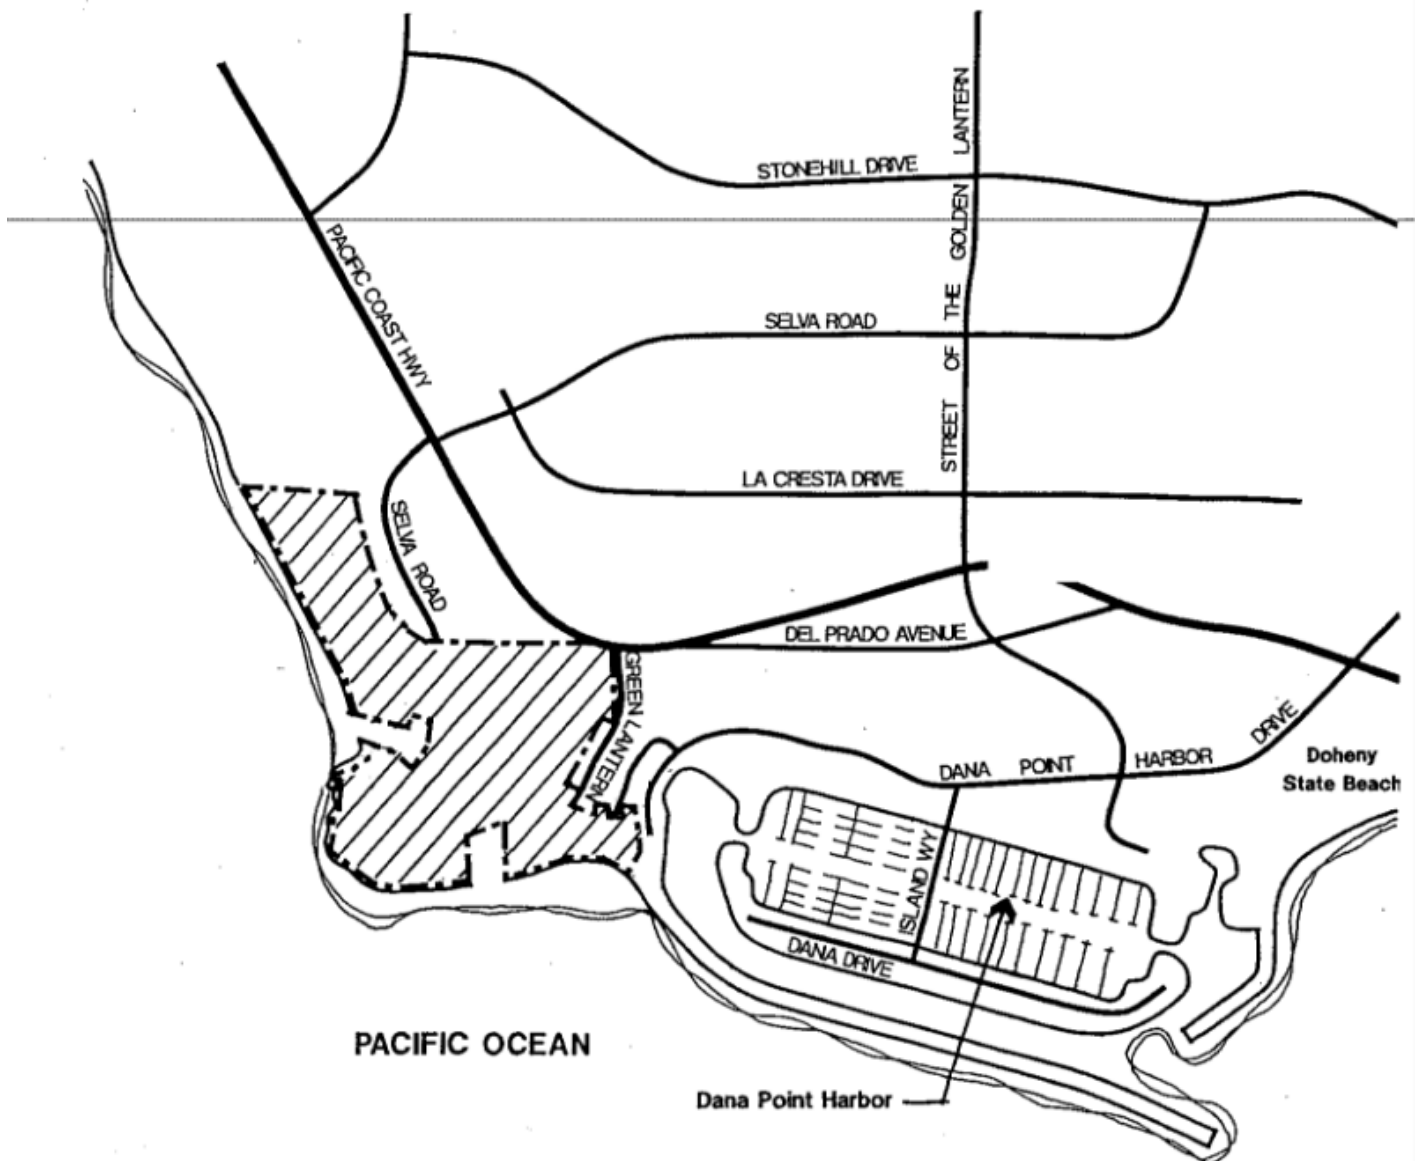 STONEHILL DRIVE
STREET OF THE GOLDEN LANTERN
PACIFIC COAST HWY
SELVA ROAD
LA CRESTA DRIVE
SELVA ROAD
DEL PRADO AVENUE
GREEN LANTERN
DANA POINT HARBOR DRIVE
Doheny
State Beach
ISLAND WY
DANA DRIVE
PACIFIC OCEAN
Dana Point Harbor